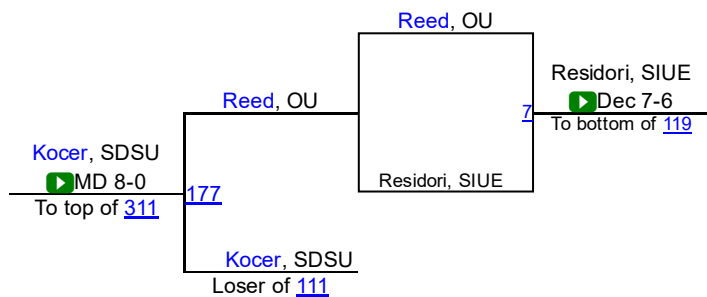 Reed, OU
Residori, SIUE
Reed, OU
7
Dec 7-6
To bottom of 119
Kocer, SDSU
MD 8-0
Residori, SIUE
177
To top of 311
Kocer, SDSU
Loser of 111